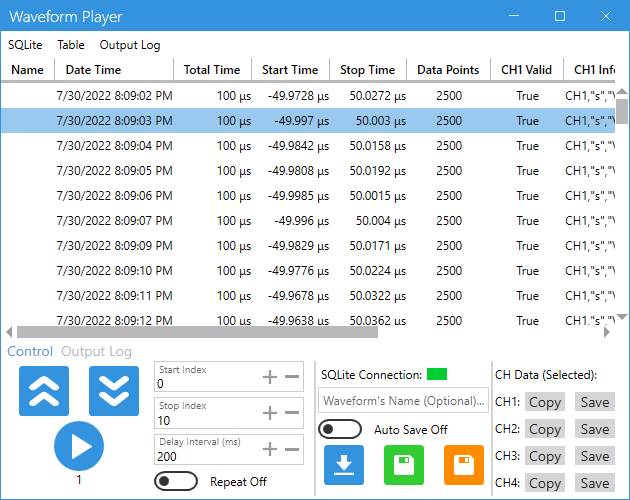 Waveform Player
SQLite Table Output Log
Name Date Time Total Time Start Time Stop Time Data Points CH1 Valid CH1 Info
7/30/2022 8:09:02 PM 100 µs -49.9728 µs 50.0272 µs 2500 True CH1,"s","V
7/30/2022 8:09:03 PM 100 µs -49.997 µs 50.003 µs 2500 True CH1,"s","V
7/30/2022 8:09:04 PM 100 µs -49.9842 µs 50.0158 µs 2500 True CH1,"s","V
7/30/2022 8:09:05 PM 100 µs -49.9808 µs 50.0192 µs 2500 True CH1,"s","V
7/30/2022 8:09:06 PM 100 µs -49.9985 µs 50.0015 µs 2500 True CH1,"s","V
7/30/2022 8:09:07 PM 100 µs -49.996 µs 50.004 µs 2500 True CH1,"s","V
7/30/2022 8:09:09 PM 100 µs -49.9829 µs 50.0171 µs 2500 True CH1,"s","V
7/30/2022 8:09:10 PM 100 µs -49.9776 µs 50.0224 µs 2500 True CH1,"s","V
7/30/2022 8:09:11 PM 100 µs -49.9678 µs 50.0322 µs 2500 True CH1,"s","V
7/30/2022 8:09:12 PM 100 µs -49.9638 µs 50.0362 µs 2500 True CH1,"s","V
Control Output Log
1
Start Index
0
Stop Index
10
Delay Interval (ms)
200
Repeat Off
SQLite Connection:
Waveform's Name (Optional)...
Auto Save Off
CH Data (Selected):
CH1: Copy Save
CH2: Copy Save
CH3: Copy Save
CH4: Copy Save